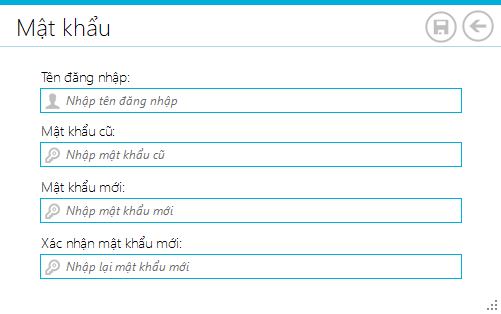 Mật khẩu
Tên đăng nhập:
Nhập tên đăng nhập
Mật khẩu cũ:
Nhập mật khẩu cũ
Mật khẩu mới:
Nhập mật khẩu mới
Xác nhận mật khẩu mới:
Nhập lại mật khẩu mới